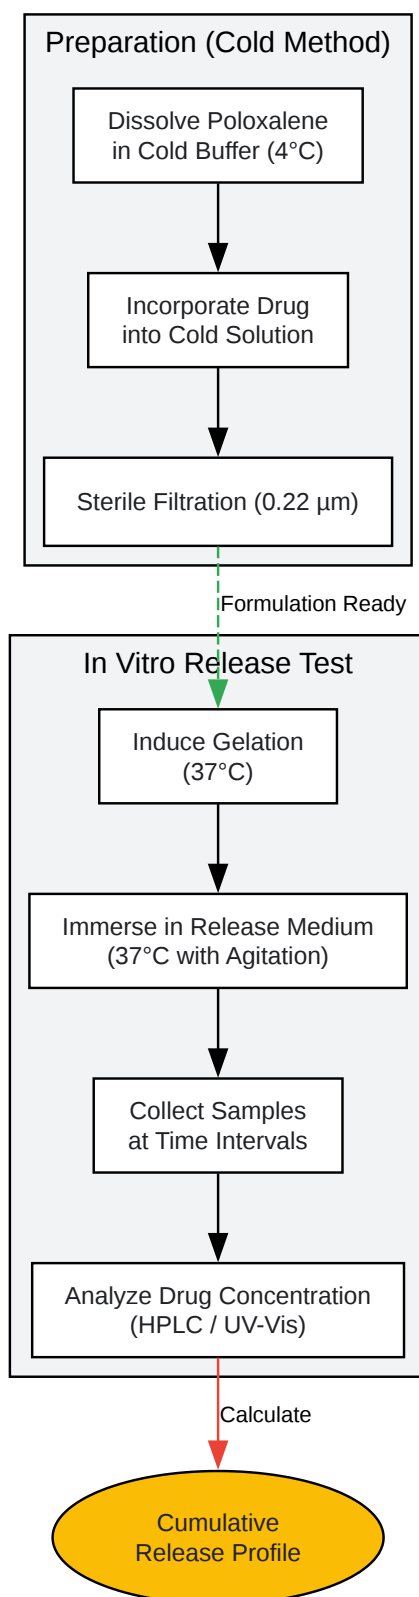 Preparation (Cold Method)
Dissolve Poloxalene
in Cold Buffer (4°C)
Incorporate Drug
into Cold Solution
Sterile Filtration (0.22 µm)
Formulation Ready
In Vitro Release Test
Induce Gelation
(37°C)
Immerse in Release Medium
(37°C with Agitation)
Collect Samples
at Time Intervals
Analyze Drug Concentration
(HPLC / UV-Vis)
Calculate
Cumulative
Release Profile